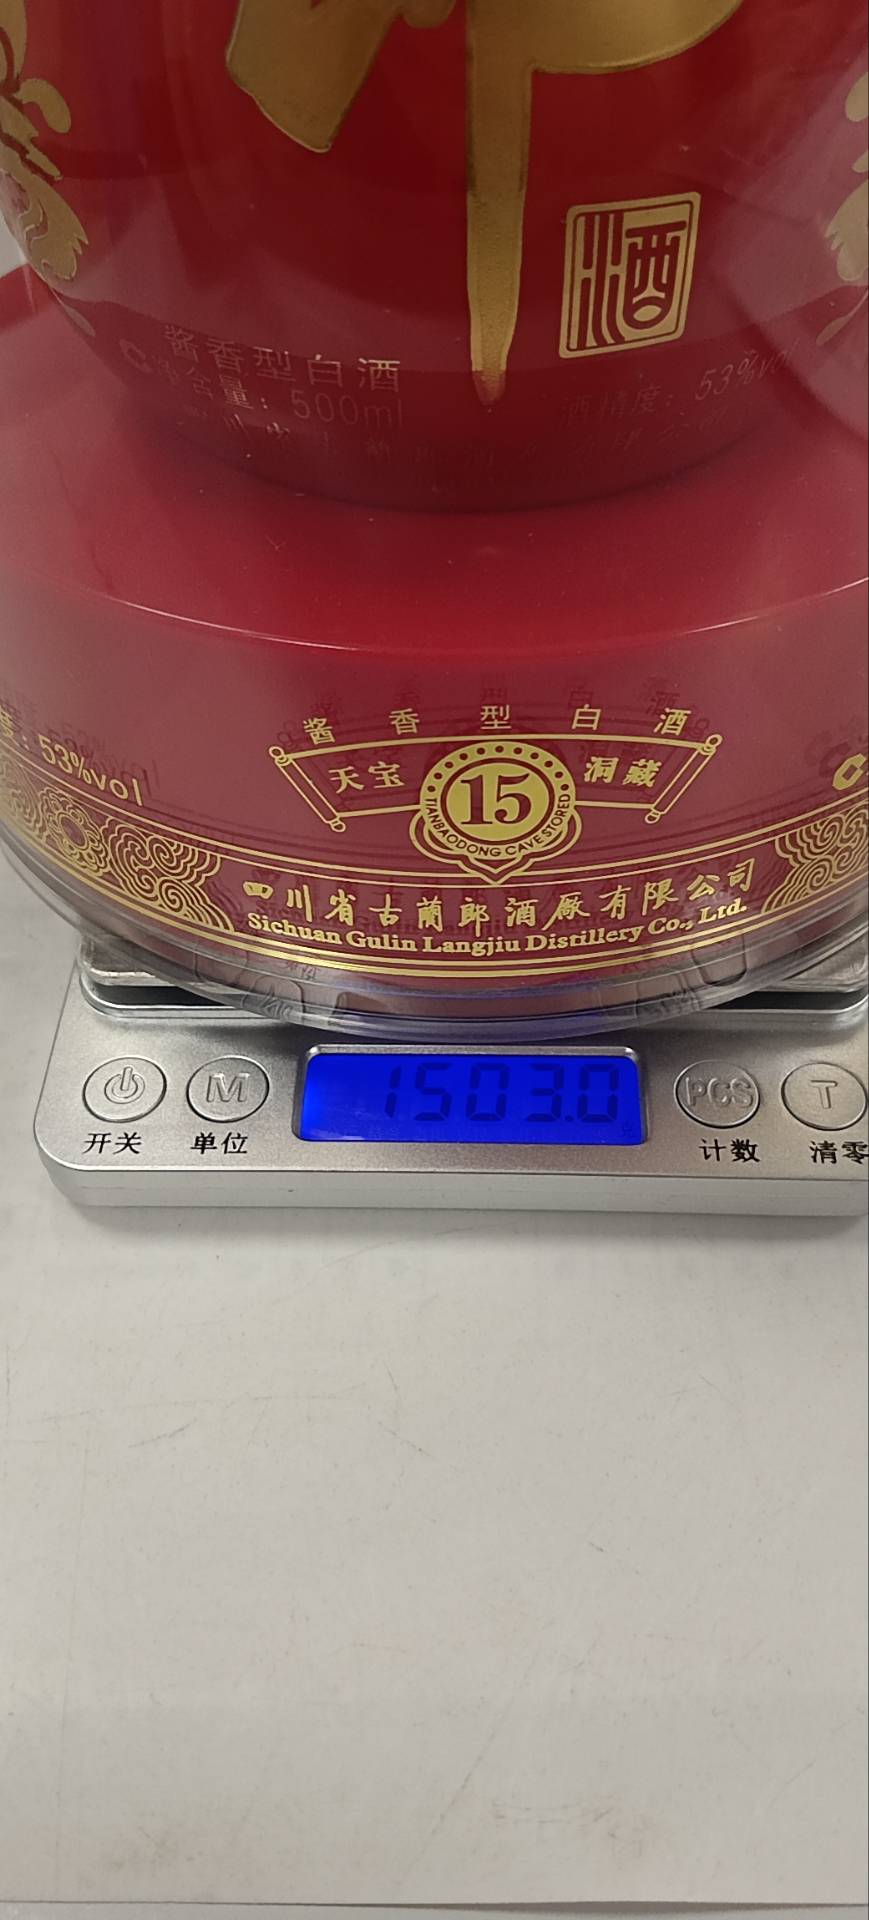 酒
酱香型白酒
净含量：500ml
酒精度：53%vol
酱香型白酒
度：53%vol
天宝 洞藏
15
TIANBAODONG CAVE STORED
四川省古蔺郎酒厂有限公司
Sichuan Gulin Langjiu Distillery Co., Ltd.
1503.0
M
PCS
T
开关
单位
计数
清零